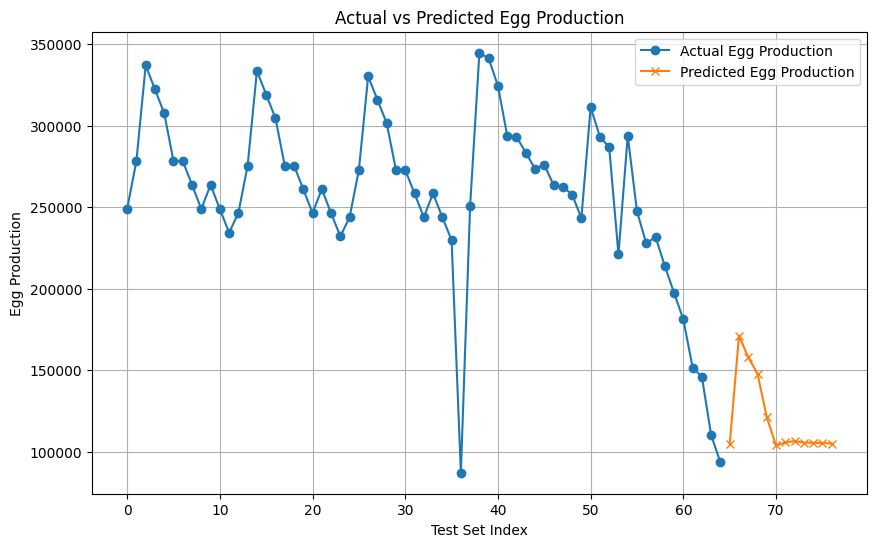 Actual vs Predicted Egg Production
Actual Egg Production
Predicted Egg Production
Egg Production
350000
300000
250000
200000
150000
100000
0 10 20 30 40 50 60 70
Test Set Index